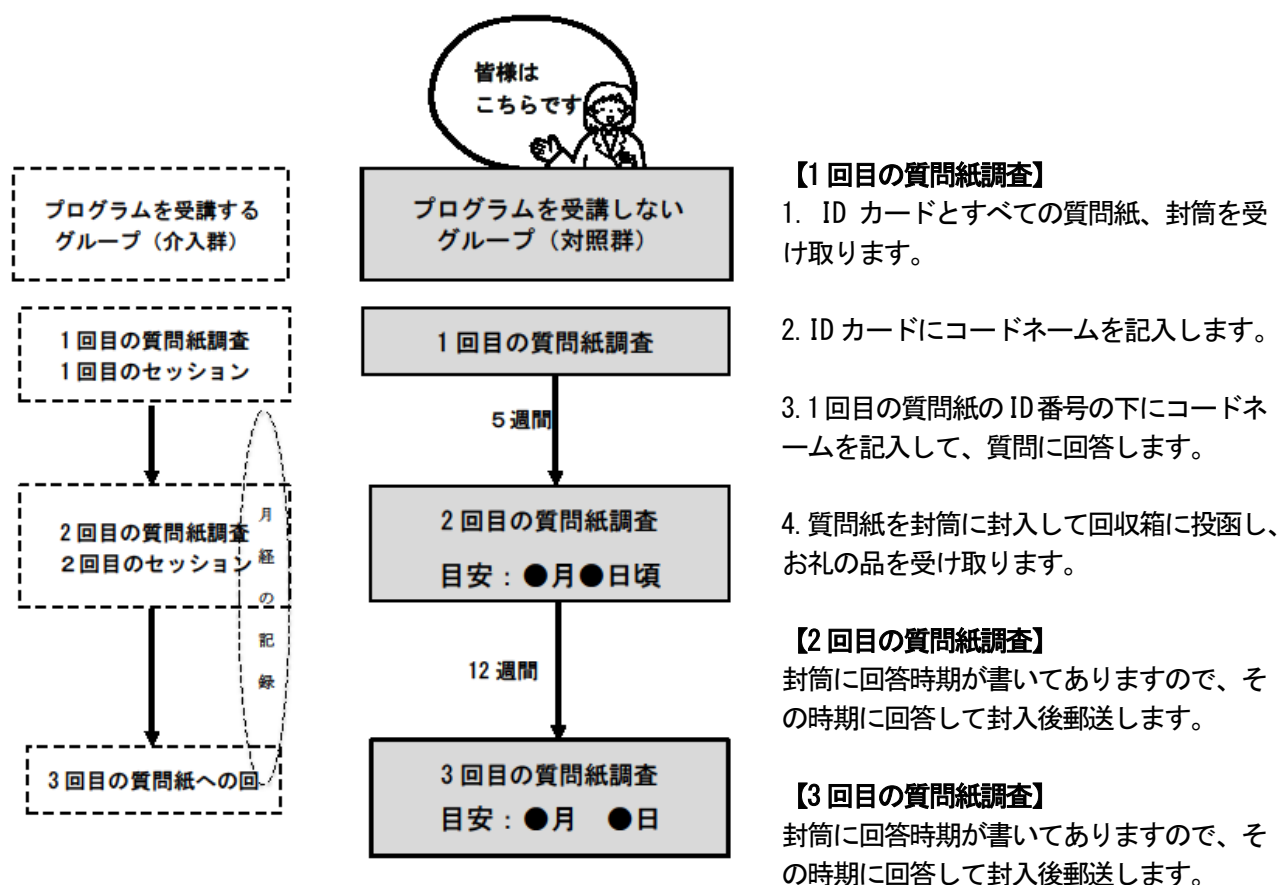 皆様は
こちらです
プログラムを受講する
グループ（介入群）
1回目の質問紙調査
1回目のセッション
2回目の質問紙調査
2回目のセッション
3回目の質問紙への回
月経の記録
プログラムを受講しない
グループ（対照群）
1回目の質問紙調査
5週間
2回目の質問紙調査
目安：●月●日頃
12週間
3回目の質問紙調査
目安：●月　●日
【1回目の質問紙調査】
1. ID カードとすべての質問紙、封筒を受
け取ります。
2. ID カードにコードネームを記入します。
3. 1回目の質問紙のID番号の下にコードネ
ームを記入して、質問に回答します。
4. 質問紙を封筒に封入して回収箱に投函し、
お礼の品を受け取ります。
【2回目の質問紙調査】
封筒に回答時期が書いてありますので、そ
の時期に回答して封入後郵送します。
【3回目の質問紙調査】
封筒に回答時期が書いてありますので、そ
の時期に回答して封入後郵送します。